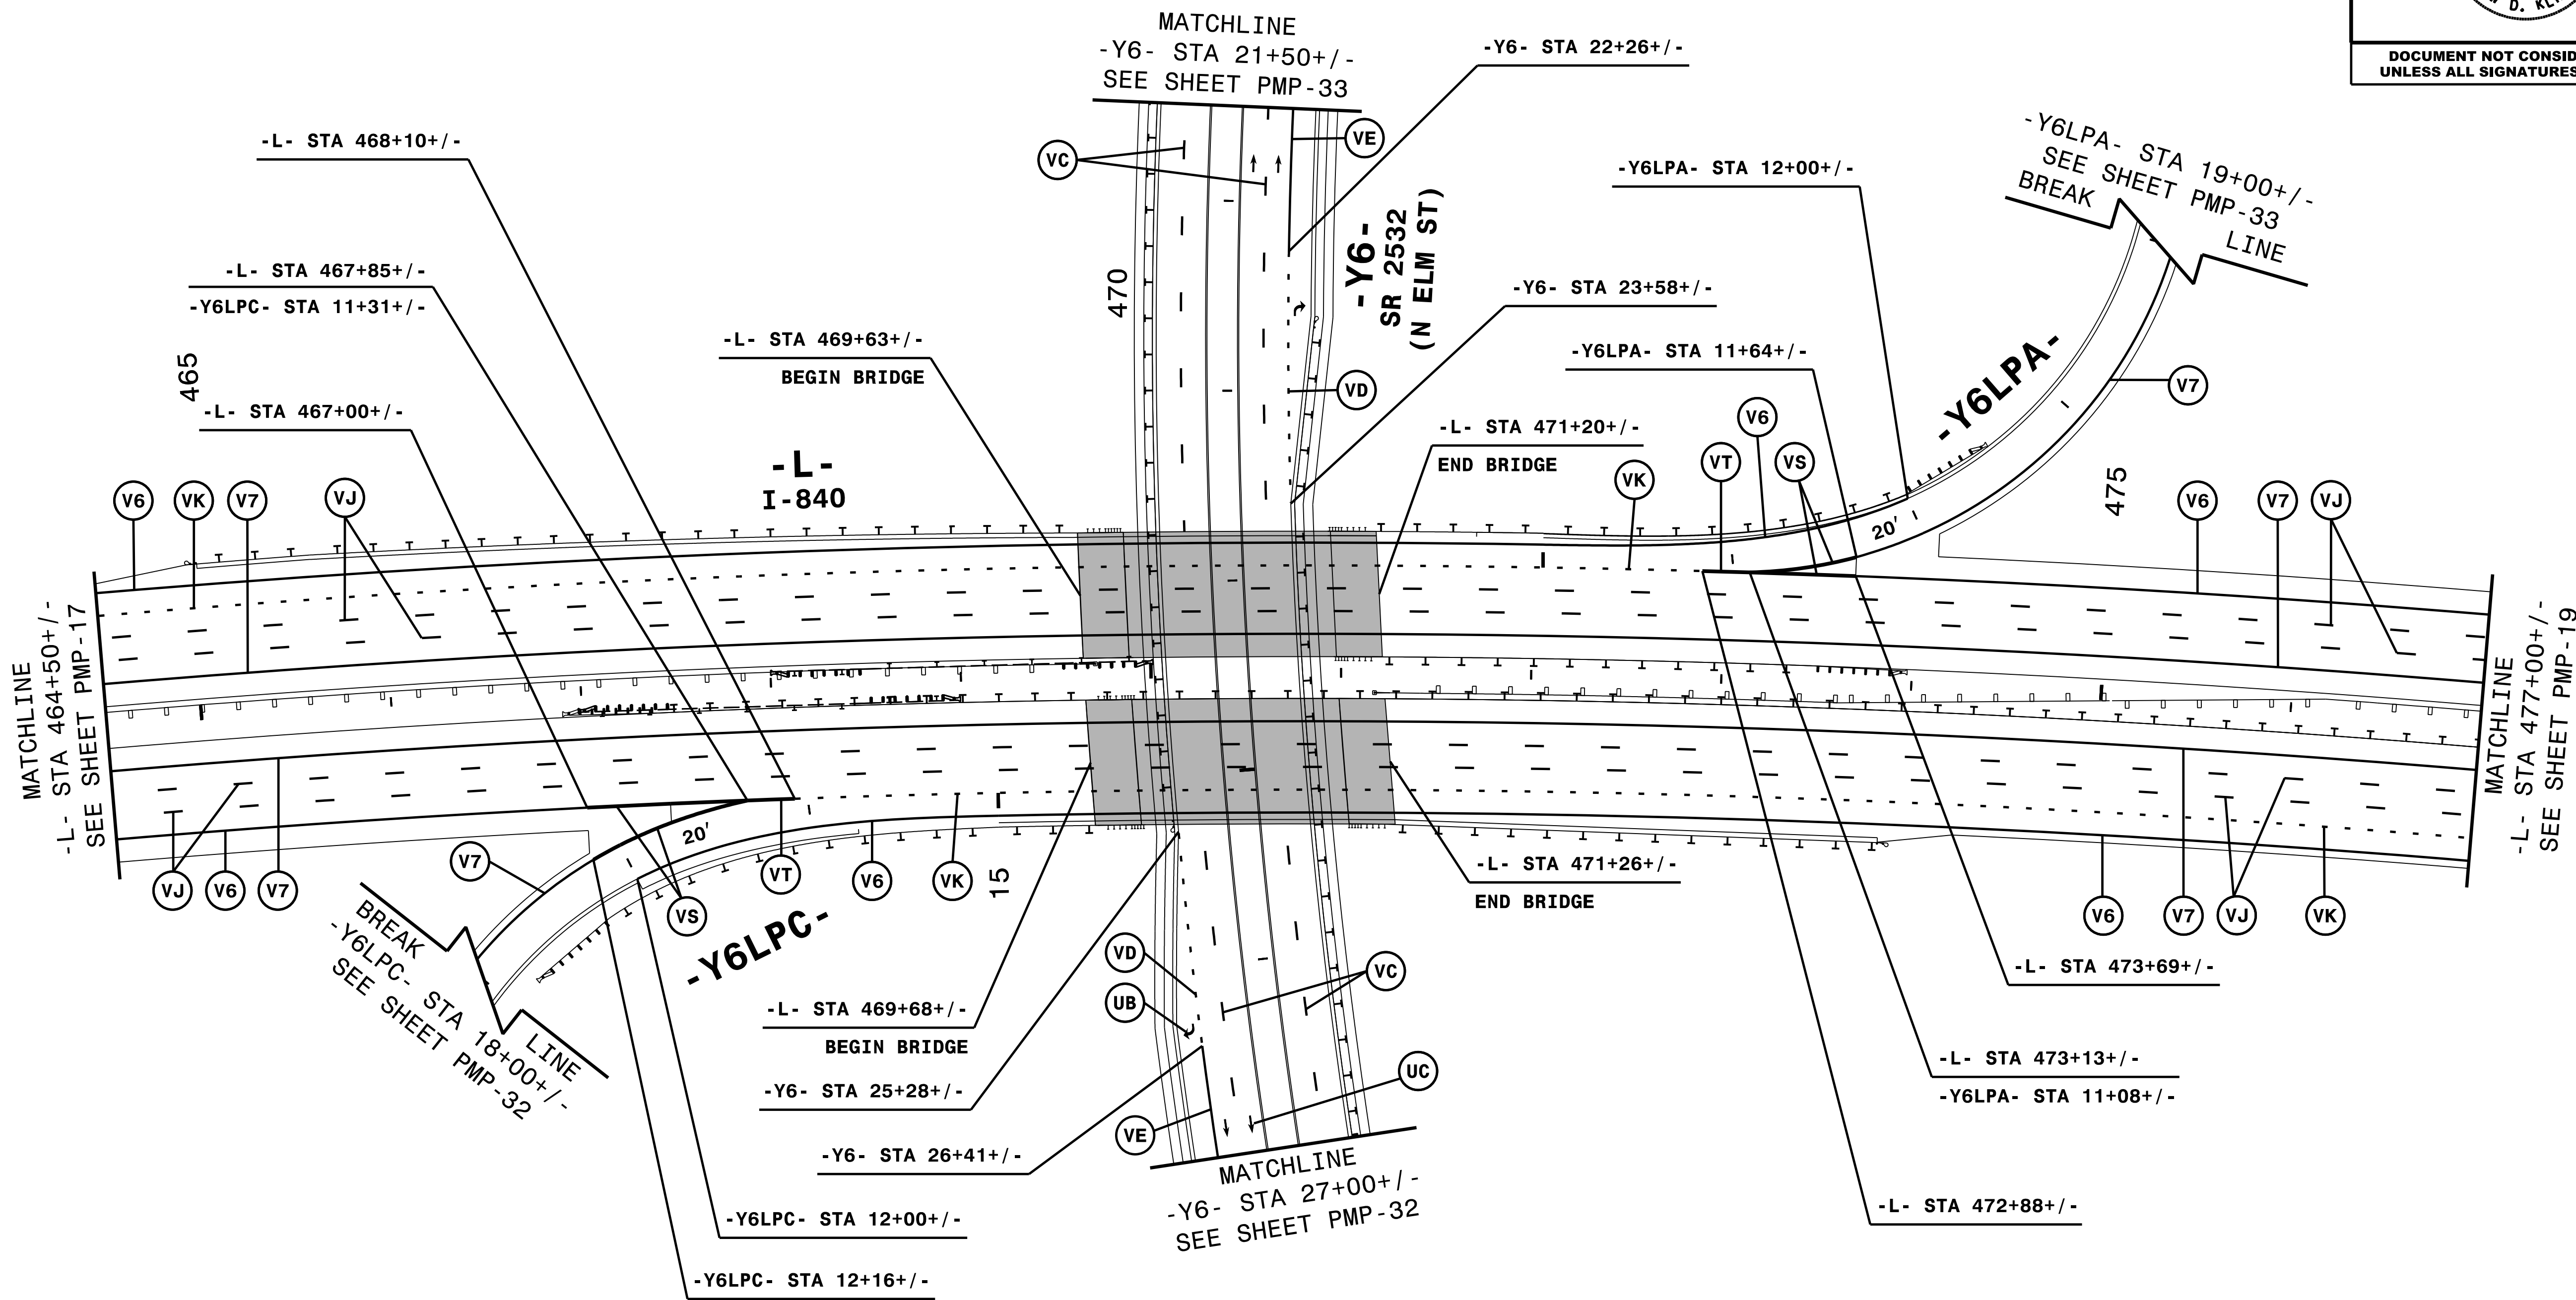 D. KL
DOCUMENT NOT CONSID
UNLESS ALL SIGNATURES
MATCHLINE
-Y6- STA 21+50+/-
SEE SHEET PMP-33
-Y6- STA 22+26+/-
-L- STA 468+10+/-
VC
VE
-Y6LPA- STA 12+00+/-
-Y6LPA- STA 19+00+/-
SEE SHEET PMP-33
BREAK
LINE
-L- STA 467+85+/-
-Y6LPC- STA 11+31+/-
470
-Y6-
SR 2532
(N ELM ST)
-Y6- STA 23+58+/-
-L- STA 469+63+/-
BEGIN BRIDGE
-Y6LPA- STA 11+64+/-
-Y6LPA-
V7
465
-L- STA 467+00+/-
VD
V6
-L- STA 471+20+/-
END BRIDGE
-L-
I-840
V6
VK
V7
VJ
VK
VT
VS
475
V6
V7
VJ
20'
MATCHLINE
-L- STA 464+50+/-
SEE SHEET PMP-17
MATCHLINE
-L- STA 477+00+/-
SEE SHEET PMP-19
20'
V7
VJ
V6
V7
VS
VT
V6
VK
15
-L- STA 471+26+/-
END BRIDGE
V6
V7
VJ
VK
BREAK
LINE
-Y6LPC- STA 18+00+/-
SEE SHEET PMP-32
-Y6LPC-
VD
UB
VC
-L- STA 473+69+/-
-L- STA 469+68+/-
BEGIN BRIDGE
-L- STA 473+13+/-
-Y6LPA- STA 11+08+/-
-Y6- STA 25+28+/-
UC
VE
-Y6- STA 26+41+/-
MATCHLINE
-Y6- STA 27+00+/-
SEE SHEET PMP-32
-L- STA 472+88+/-
-Y6LPC- STA 12+00+/-
-Y6LPC- STA 12+16+/-